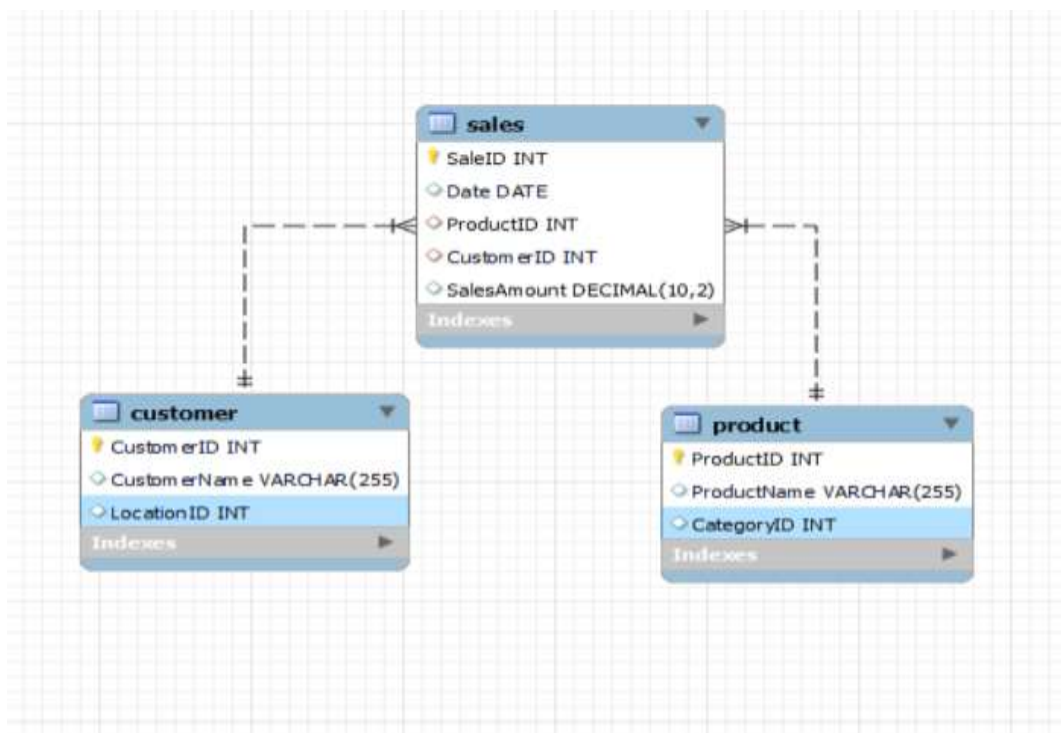 sales
SaleID INT
Date DATE
ProductID INT
CustomerID INT
SalesAmount DECIMAL(10,2)
Indexes
customer
CustomerID INT
CustomerName VARCHAR(255)
LocationID INT
Indexes
product
ProductID INT
ProductName VARCHAR(255)
CategoryID INT
Indexes